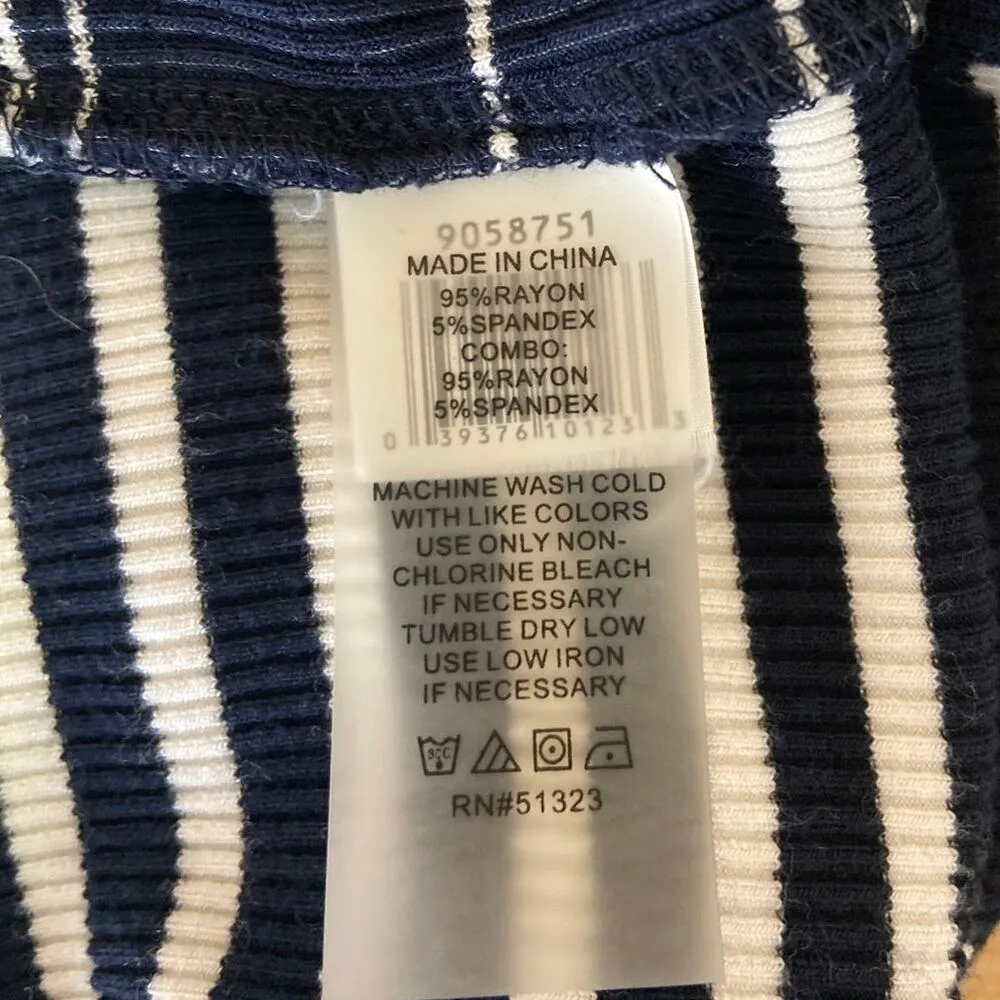 9058751
MADE IN CHINA
95%RAYON
5%SPANDEX
COMBO:
95%RAYON
5%SPANDEX
0 39376 10123 3
MACHINE WASH COLD
WITH LIKE COLORS
USE ONLY NON-
CHLORINE BLEACH
IF NECESSARY
TUMBLE DRY LOW
USE LOW IRON
IF NECESSARY
RN#51323